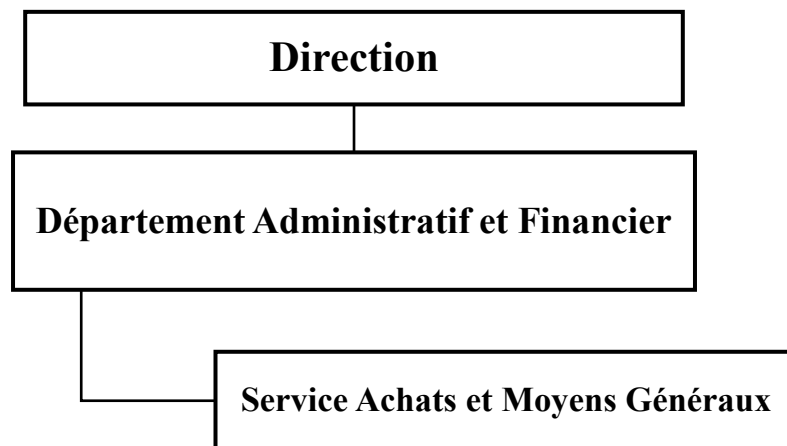 Direction
Département Administratif et Financier
Service Achats et Moyens Généraux